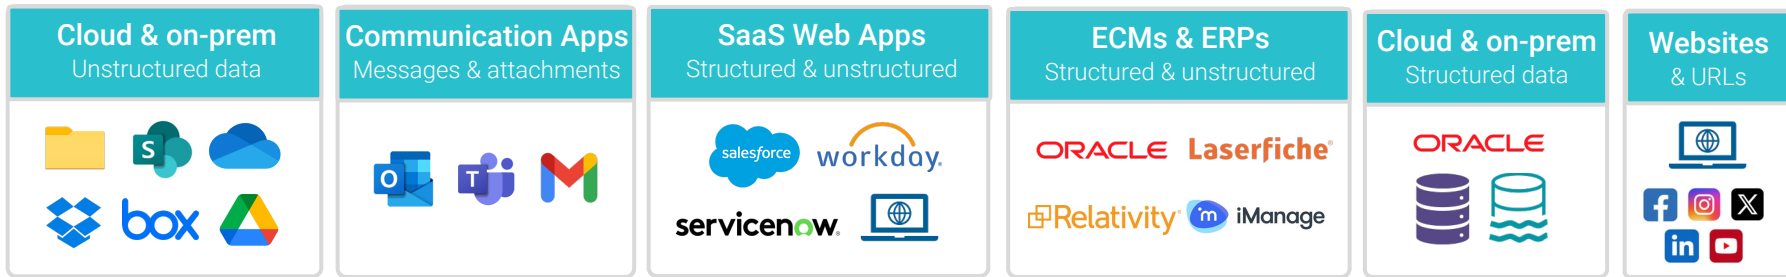 Cloud & on-prem
Unstructured data
S
box
Communication Apps
Messages & attachments
O
T
SaaS Web Apps
Structured & unstructured
salesforce
workday.
servicenow.
ECMs & ERPs
Structured & unstructured
ORACLE
Laserfiche®
Relativity
m
iManage
Cloud & on-prem
Structured data
ORACLE
Websites
& URLs
f
X
in